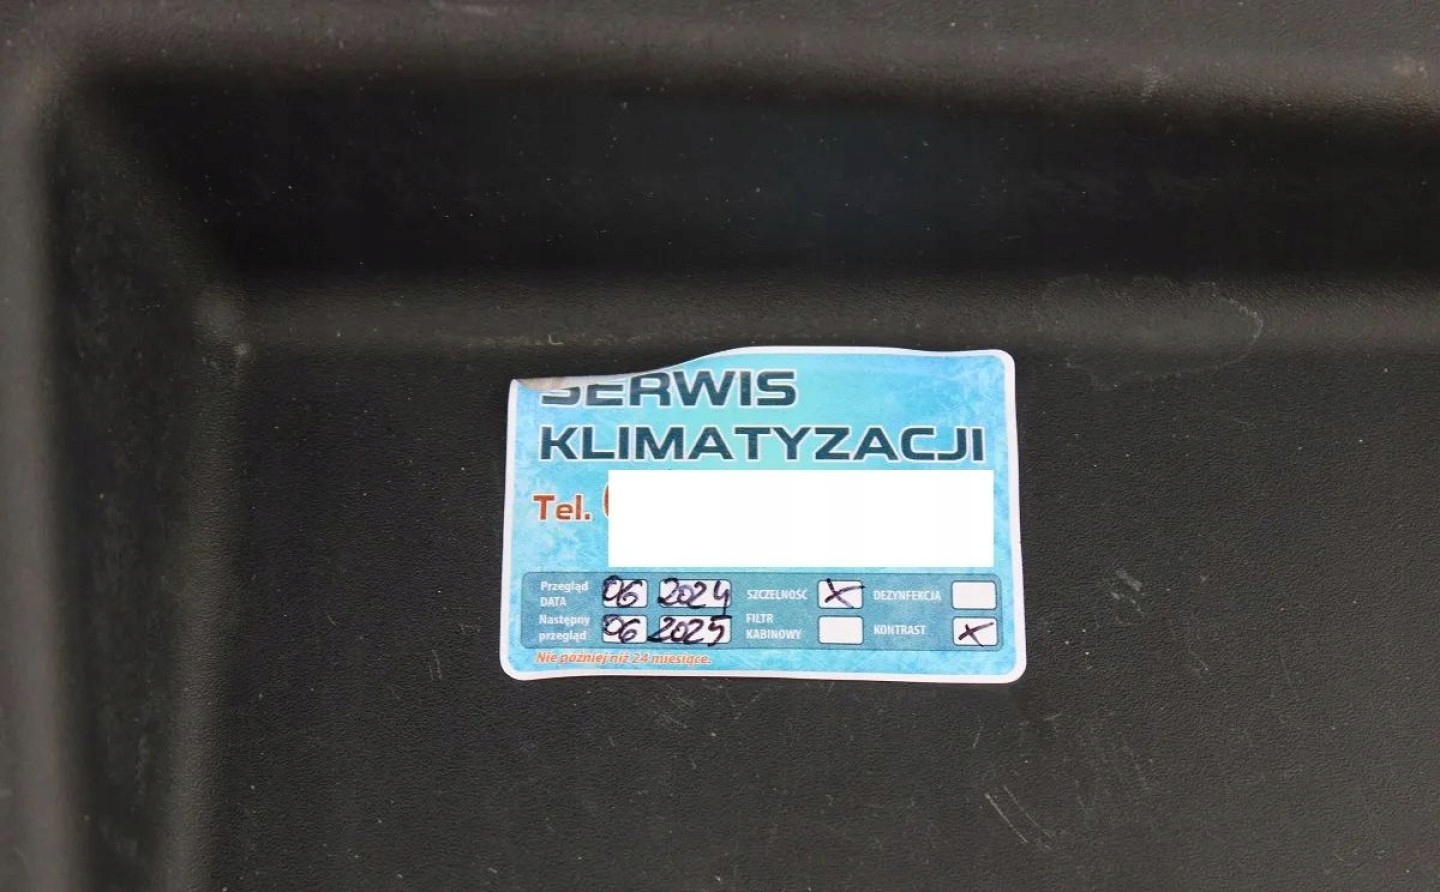 SERWIS
KLIMATYZACJI
Tel.
Przegląd DATA 06 2024 SZCZELNOŚĆ X DEZYNFEKCJA
Następny przegląd 06 2025 FILTR KABINOWY KONTRAST X
Nie później niż 24 miesiące.